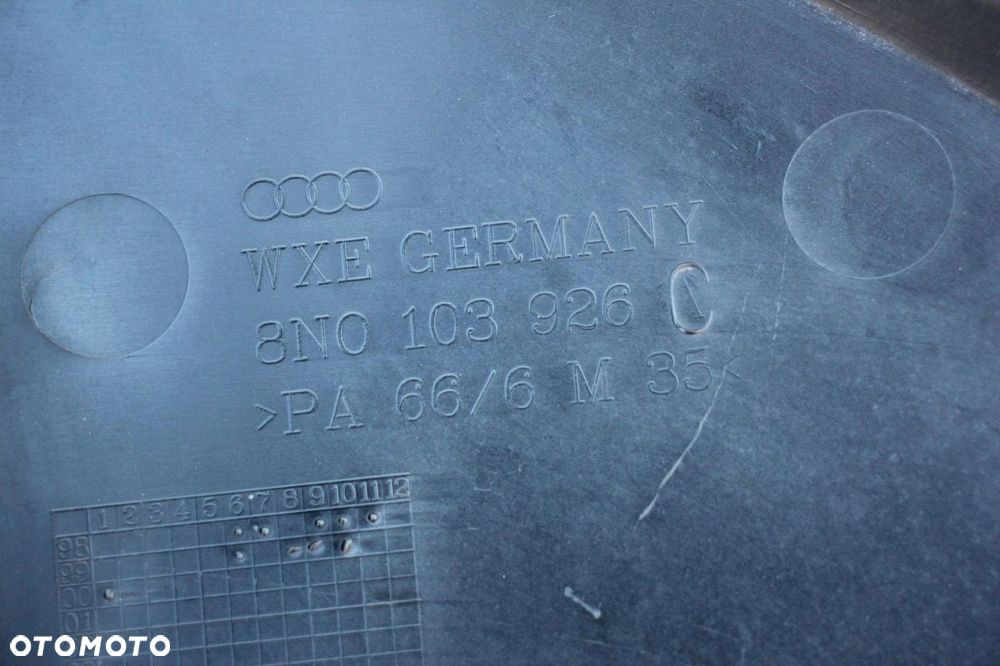 WXE GERMANY
8N0 103 926 C
>PA 66/6 M 35<
1 2 3 4 5 6 7 8 9 10 11 12
98
99
00
01
OTOMOTO